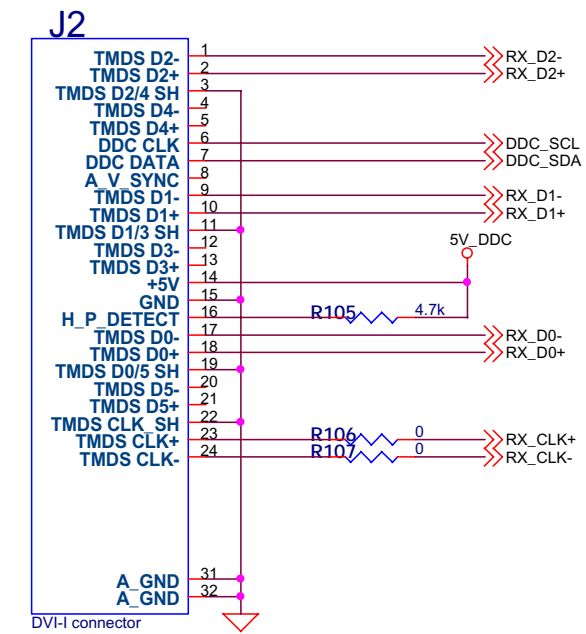 J2
TMDS D2- 1 RX_D2-
TMDS D2+ 2 RX_D2+
TMDS D2/4 SH 3
TMDS D4- 4
TMDS D4+ 5
DDC CLK 6 DDC_SCL
DDC DATA 7 DDC_SDA
A_V_SYNC 8
TMDS D1- 9 RX_D1-
TMDS D1+ 10 RX_D1+
TMDS D1/3 SH 11
TMDS D3- 12
5V_DDC
TMDS D3+ 13
+5V 14
GND 15
H_P_DETECT 16 R105 4.7k
TMDS D0- 17 RX_D0-
TMDS D0+ 18 RX_D0+
TMDS D0/5 SH 19
TMDS D5- 20
TMDS D5+ 21
TMDS CLK_SH 22
TMDS CLK+ 23 R106 0 RX_CLK+
TMDS CLK- 24 R107 0 RX_CLK-
A_GND 31
A_GND 32
DVI-I connector